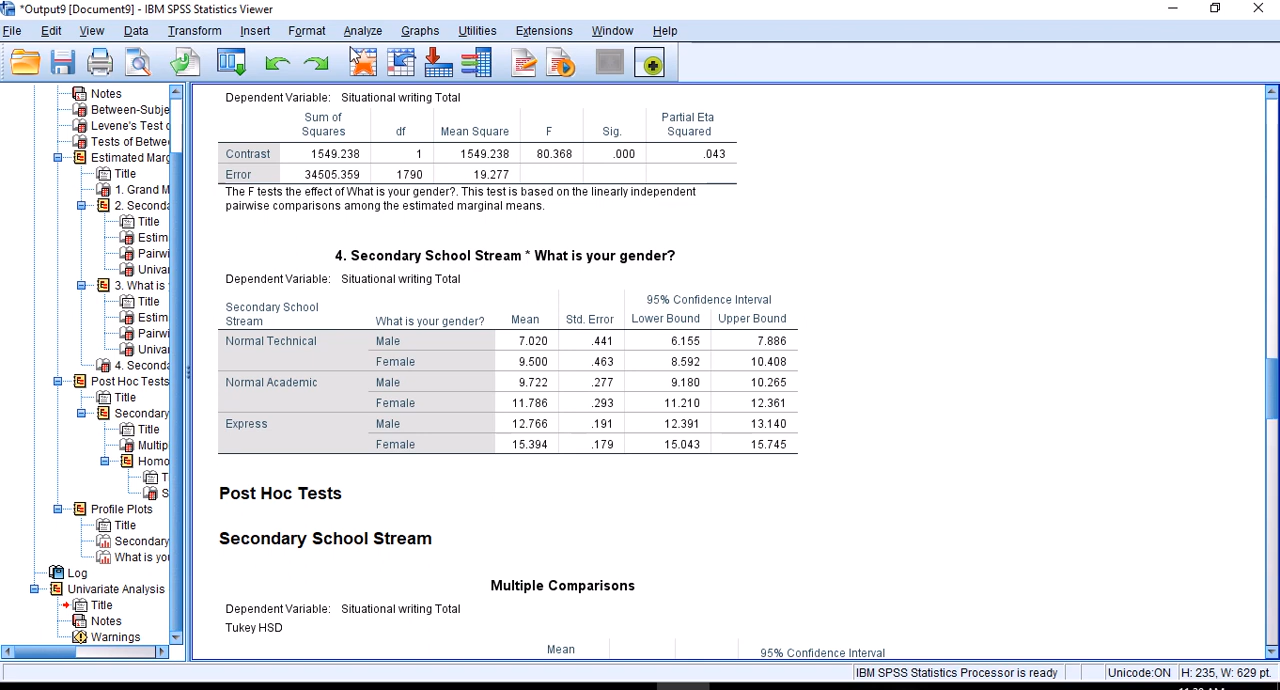 *Output9 [Document9] - IBM SPSS Statistics Viewer
File Edit View Data Transform Insert Format Analyze Graphs Utilities Extensions Window Help
Notes
Between-Subje
Levene's Test o
Tests of Betwe
Estimated Marg
Title
1. Grand M
2. Seconda
Title
Estim
Pairwi
Univa
3. What is
Title
Estim
Pairwi
Univa
4. Seconda
Post Hoc Tests
Title
Secondary
Title
Multip
Homo
T
S
Profile Plots
Title
Secondary
What is yo
Log
Univariate Analysis
Title
Notes
Warnings
Dependent Variable: Situational writing Total
Sum of Squares df Mean Square F Sig. Partial Eta Squared
Contrast 1549.238 1 1549.238 80.368 .000 .043
Error 34505.359 1790 19.277
The F tests the effect of What is your gender?. This test is based on the linearly independent
pairwise comparisons among the estimated marginal means.
4. Secondary School Stream * What is your gender?
Dependent Variable: Situational writing Total
95% Confidence Interval
Secondary School Stream What is your gender? Mean Std. Error Lower Bound Upper Bound
Normal Technical Male 7.020 .441 6.155 7.886
Female 9.500 .463 8.592 10.408
Normal Academic Male 9.722 .277 9.180 10.265
Female 11.786 .293 11.210 12.361
Express Male 12.766 .191 12.391 13.140
Female 15.394 .179 15.043 15.745
Post Hoc Tests
Secondary School Stream
Multiple Comparisons
Dependent Variable: Situational writing Total
Tukey HSD
Mean 95% Confidence Interval
IBM SPSS Statistics Processor is ready Unicode:ON H: 235, W: 629 pt.